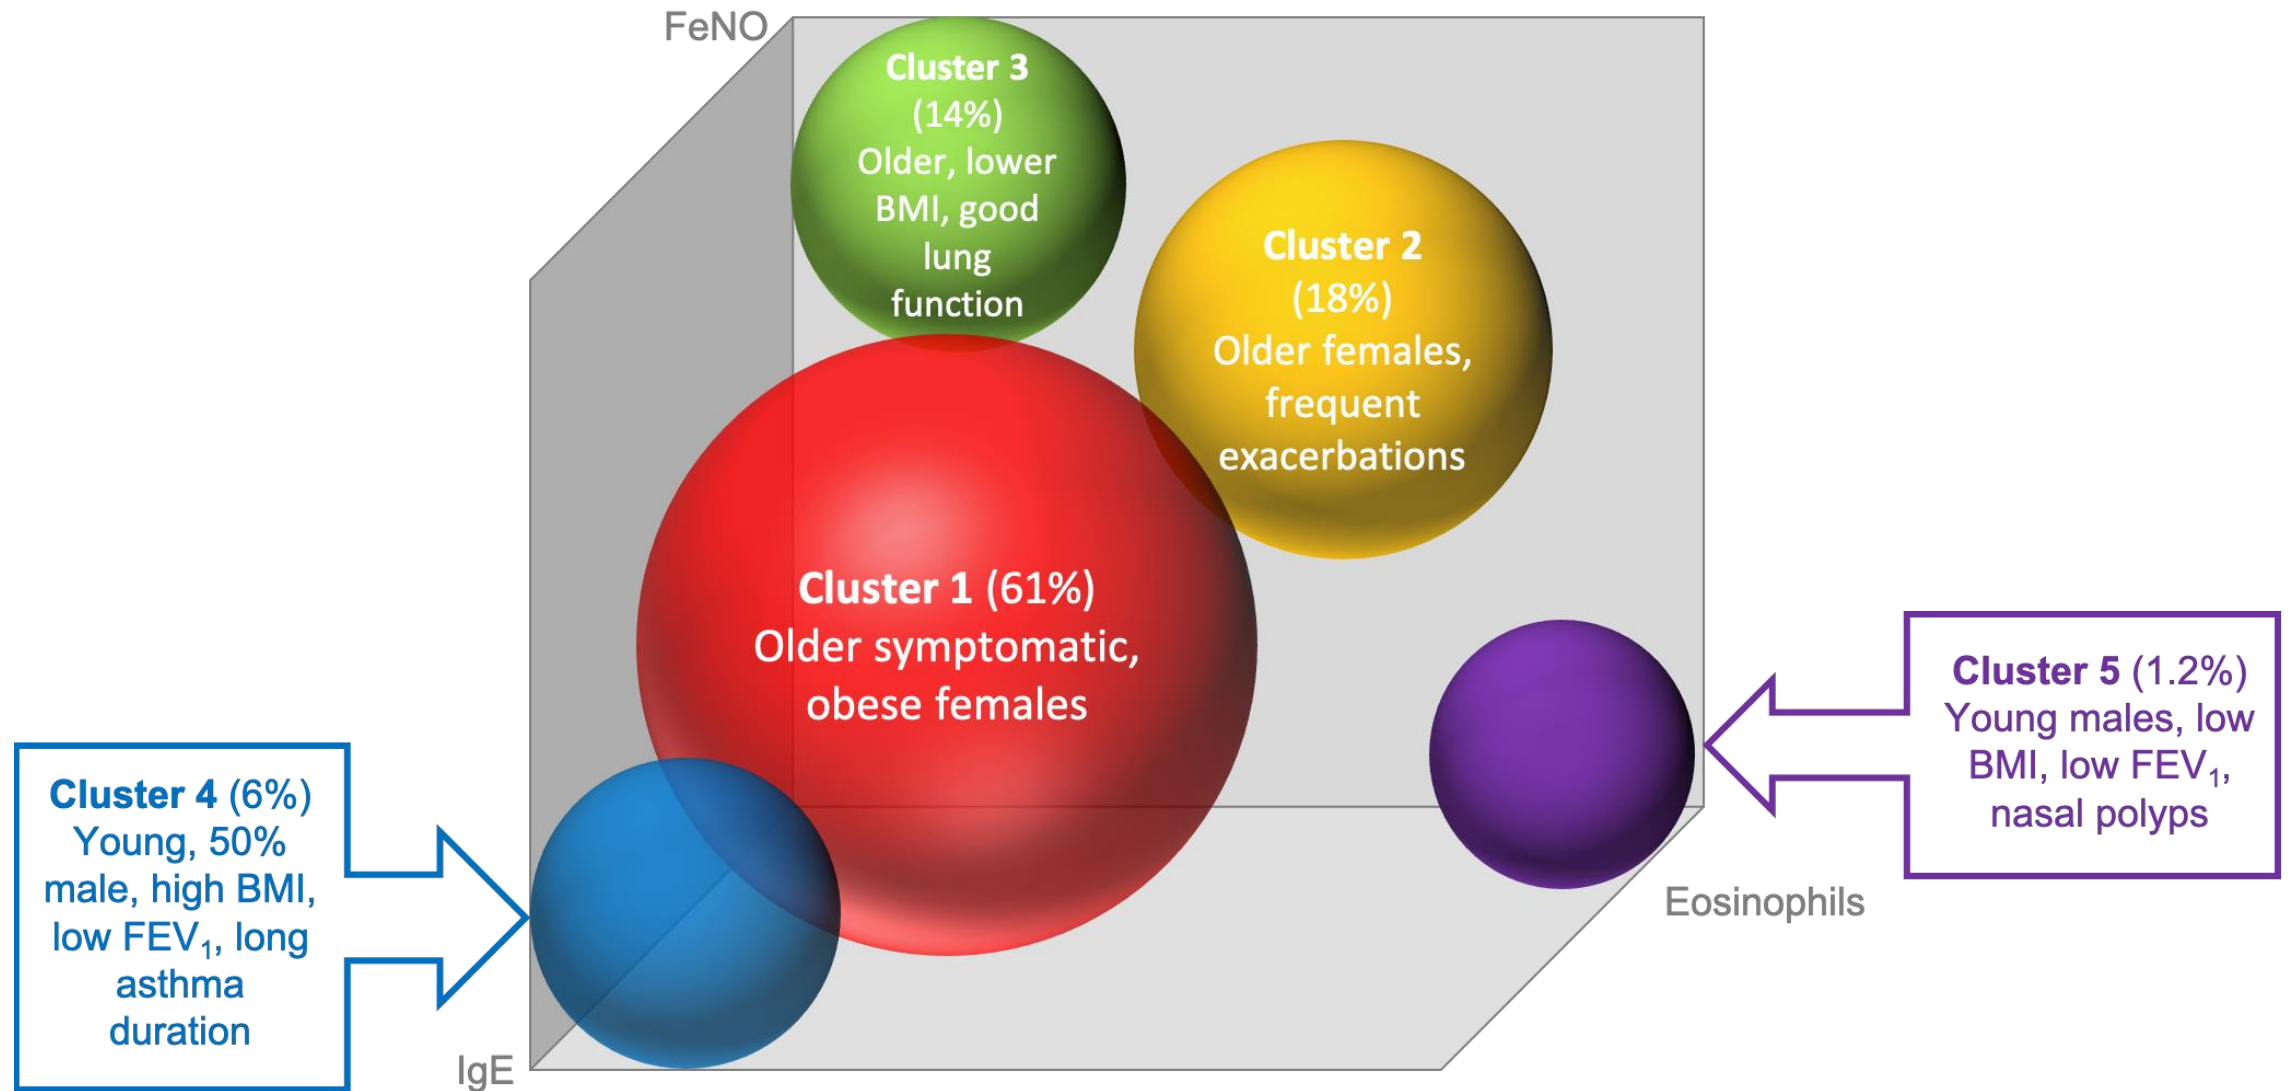 FeNO
Cluster 3
(14%)
Older, lower
BMI, good
lung
function
Cluster 2
(18%)
Older females,
frequent
exacerbations
Cluster 1 (61%)
Older symptomatic,
obese females
Cluster 5 (1.2%)
Young males, low
BMI, low FEV₁,
nasal polyps
Cluster 4 (6%)
Young, 50%
male, high BMI,
low FEV₁, long
asthma
duration
Eosinophils
IgE